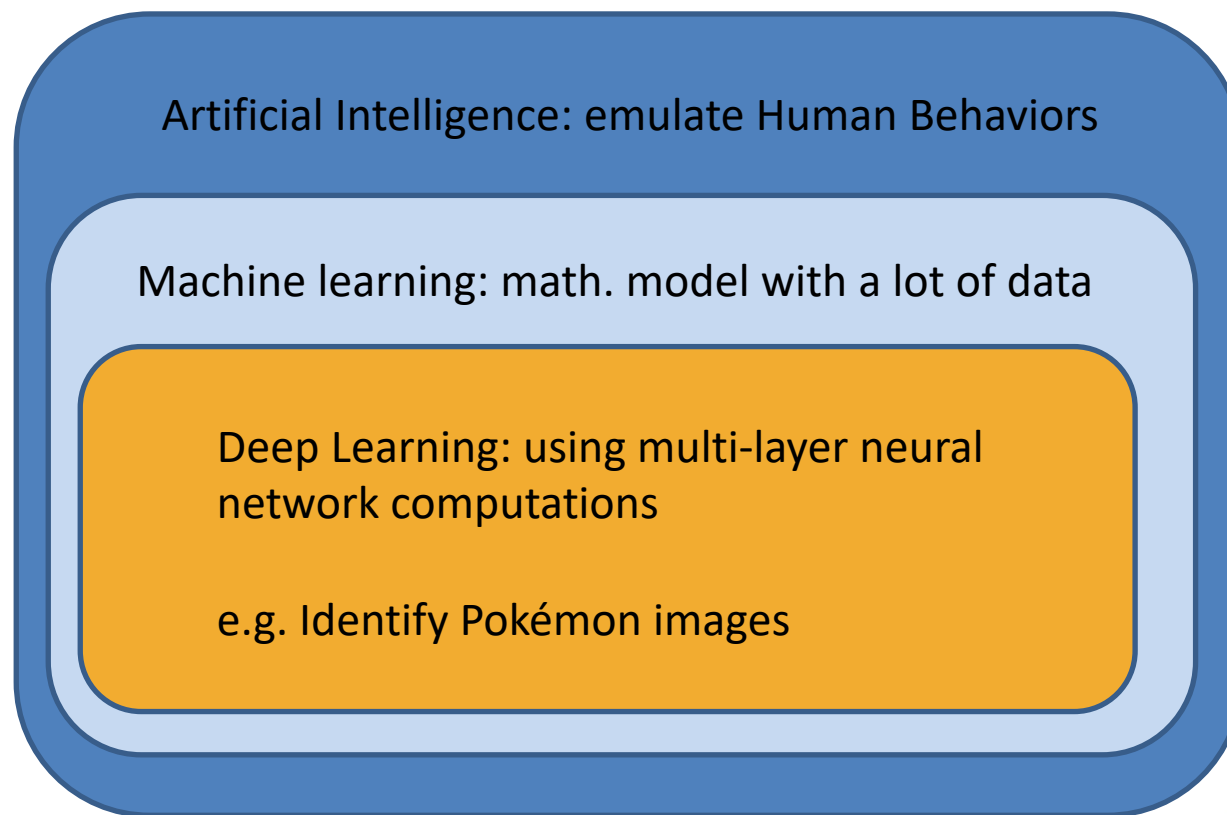 Artificial Intelligence: emulate Human Behaviors
Machine learning: math. model with a lot of data
Deep Learning: using multi-layer neural
network computations
e.g. Identify Pokémon images